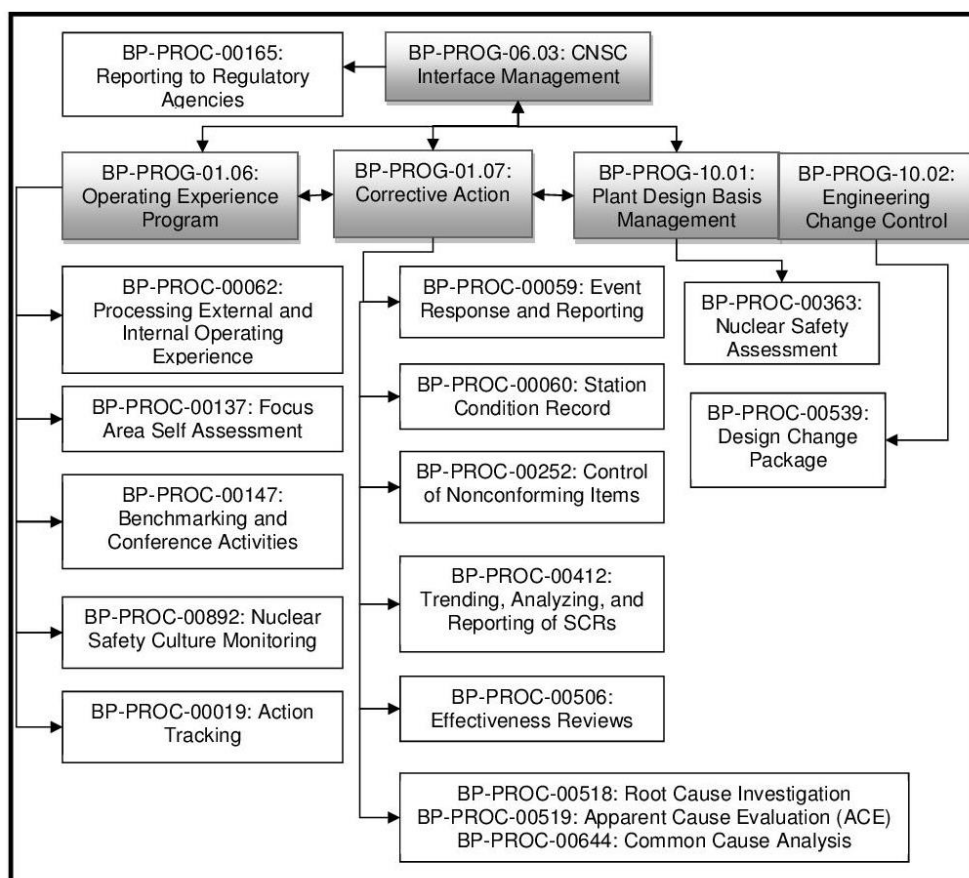 BP-PROC-00165:
Reporting to Regulatory
Agencies
BP-PROG-06.03: CNSC
Interface Management
BP-PROG-01.06:
Operating Experience
Program
BP-PROG-01.07:
Corrective Action
BP-PROG-10.01:
Plant Design Basis
Management
BP-PROG-10.02:
Engineering
Change Control
BP-PROC-00062:
Processing External and
Internal Operating
Experience
BP-PROC-00137: Focus
Area Self Assessment
BP-PROC-00147:
Benchmarking and
Conference Activities
BP-PROC-00892: Nuclear
Safety Culture Monitoring
BP-PROC-00019: Action
Tracking
BP-PROC-00059: Event
Response and Reporting
BP-PROC-00060: Station
Condition Record
BP-PROC-00252: Control
of Nonconforming Items
BP-PROC-00412:
Trending, Analyzing, and
Reporting of SCRs
BP-PROC-00506:
Effectiveness Reviews
BP-PROC-00518: Root Cause Investigation
BP-PROC-00519: Apparent Cause Evaluation (ACE)
BP-PROC-00644: Common Cause Analysis
BP-PROC-00363:
Nuclear Safety
Assessment
BP-PROC-00539:
Design Change
Package